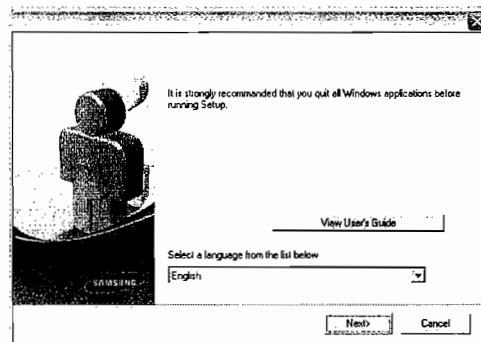 It is strongly recommanded that you quit all Windows applications before
running Setup.
View User's Guide
Select a language from the list below
English
SAMSUNG
Next>
Cancel